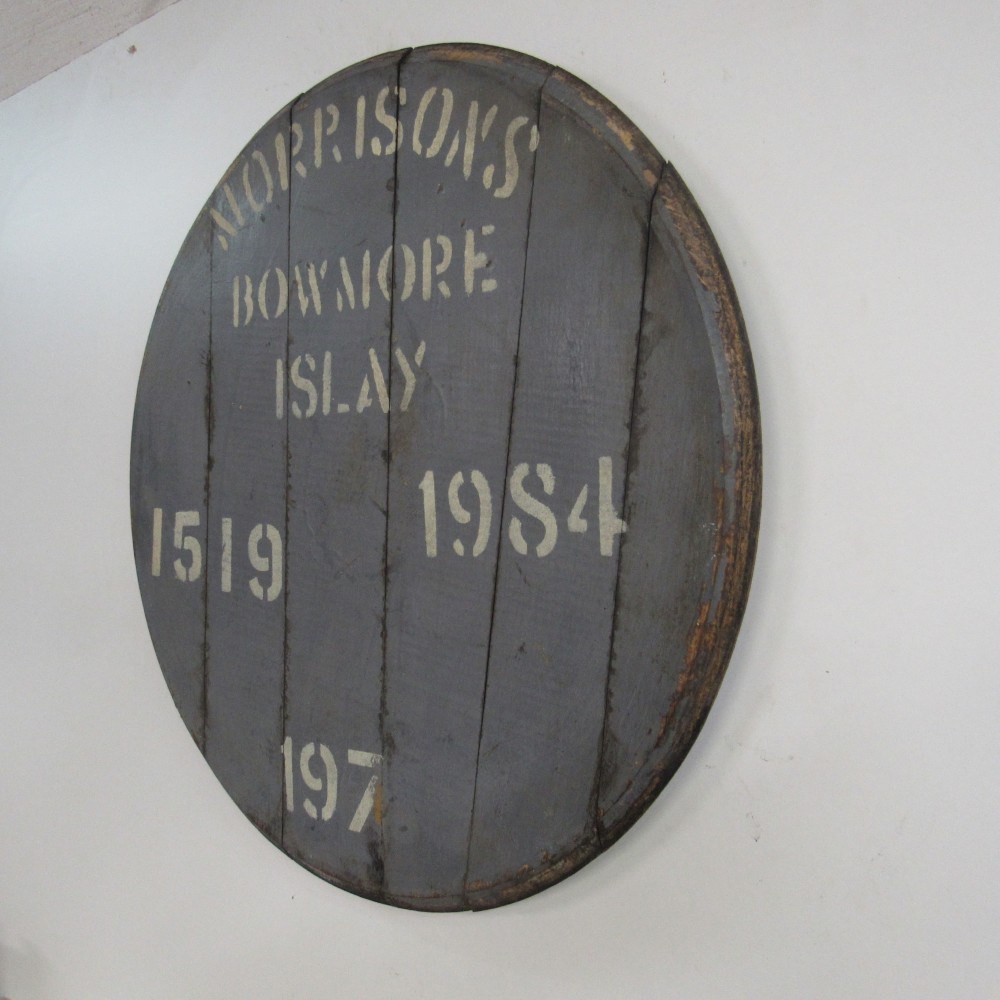 MORRISONS
BOWMORE
ISLAY
1519 1984
197